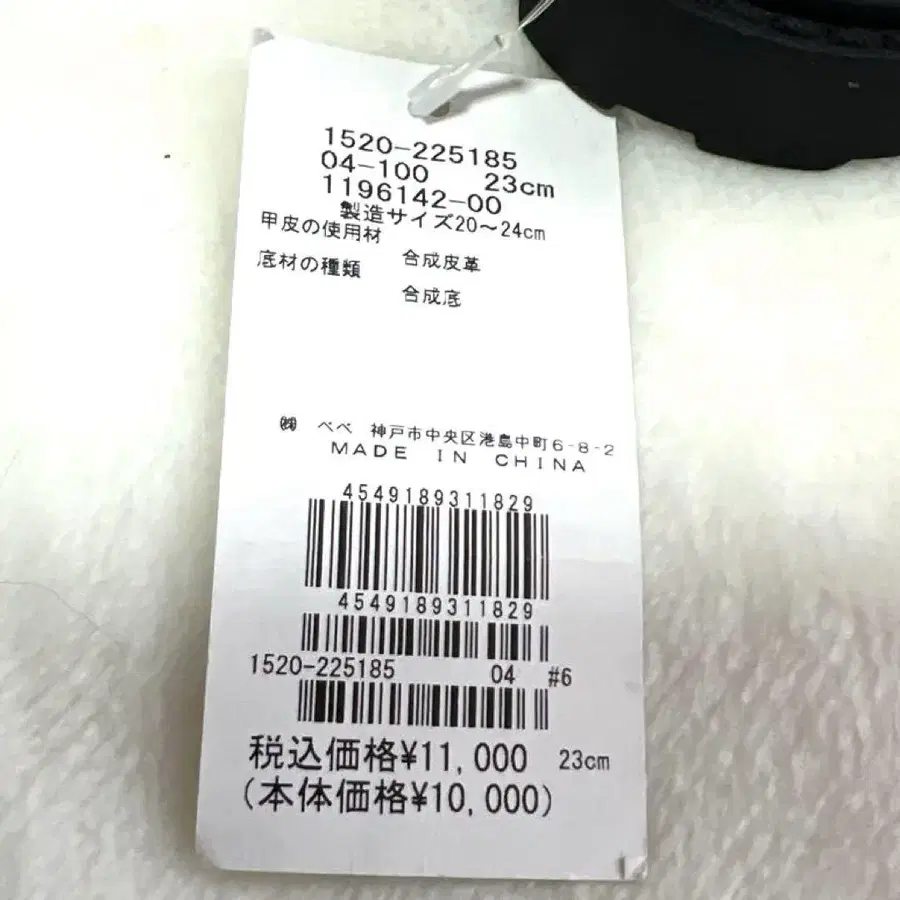 1520-225185
04-100 23cm
1196142-00
製造サイズ20〜24cm
甲皮の使用材
合成皮革
底材の種類
合成底
㈱ べべ 神戸市中央区港島中町6-8-2
MADE IN CHINA
4549189311829
4549189311829
1520-225185 04 #6
税込価格¥11,000 23cm
(本体価格¥10,000)